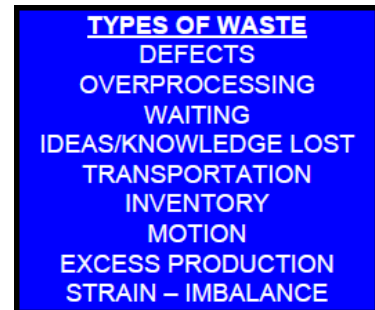 TYPES OF WASTE
DEFECTS
OVERPROCESSING
WAITING
IDEAS/KNOWLEDGE LOST
TRANSPORTATION
INVENTORY
MOTION
EXCESS PRODUCTION
STRAIN – IMBALANCE